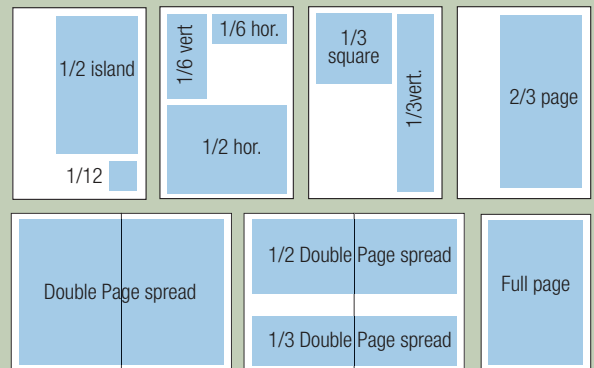 1/2 island
1/12
1/6 vert
1/6 hor.
1/2 hor.
1/3
square
1/3vert.
2/3 page
Double Page spread
1/2 Double Page spread
1/3 Double Page spread
Full page